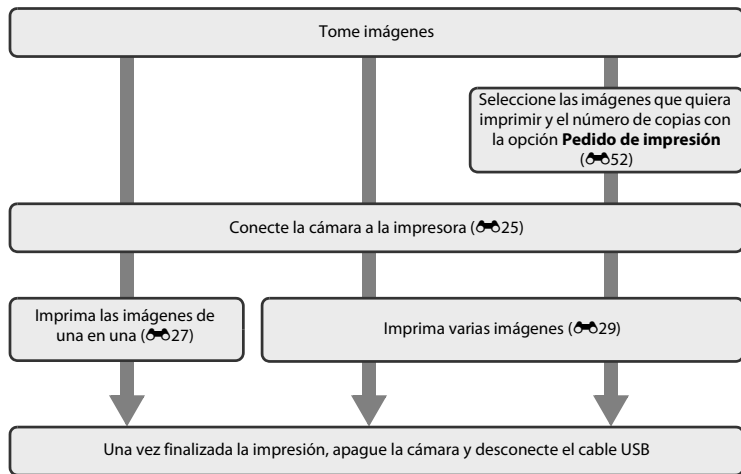 Tome imágenes
Seleccione las imágenes que quiera
imprimir y el número de copias con
la opción Pedido de impresión
(52)
Conecte la cámara a la impresora (25)
Imprima las imágenes de
una en una (27)
Imprima varias imágenes (29)
Una vez finalizada la impresión, apague la cámara y desconecte el cable USB